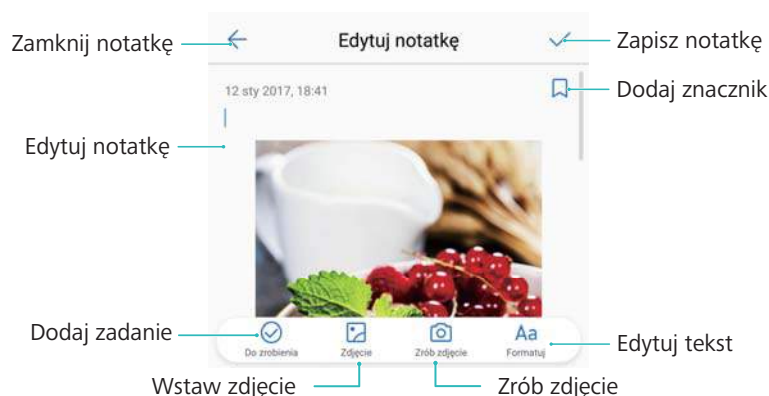 Zamknij notatkę
Edytuj notatkę
Zapisz notatkę
12 sty 2017, 18:41
Dodaj znacznik
Edytuj notatkę
Dodaj zadanie
Do zrobienia
Zdjęcie
Zrób zdjęcie
Aa
Formatuj
Edytuj tekst
Wstaw zdjęcie
Zrób zdjęcie